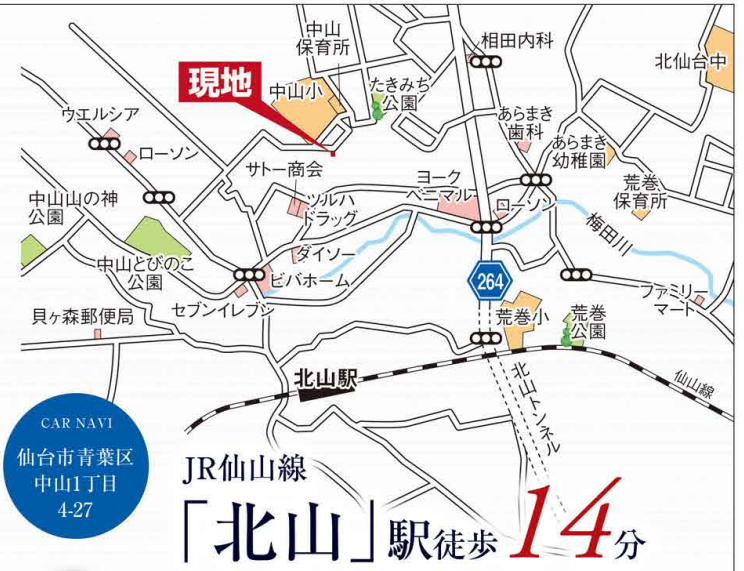 中山
保育所
相田内科
北仙台中
現地
中山小
たきみち
公園
ウエルシア
あらまき
歯科
ローソン
あらまき
幼稚園
サトー商会
ヨーク
ベニマル
荒巻
保育所
中山山の神
公園
ツルハ
ドラッグ
ローソン
梅田川
ダイソー
中山とびのこ
公園
ビバホーム
264
セブンイレブン
ファミリー
マート
貝ヶ森郵便局
荒巻小
荒巻
公園
北山駅
北山トンネル
仙山線
CAR NAVI
仙台市青葉区
中山1丁目
4-27
JR仙山線
「北山」駅徒歩14分